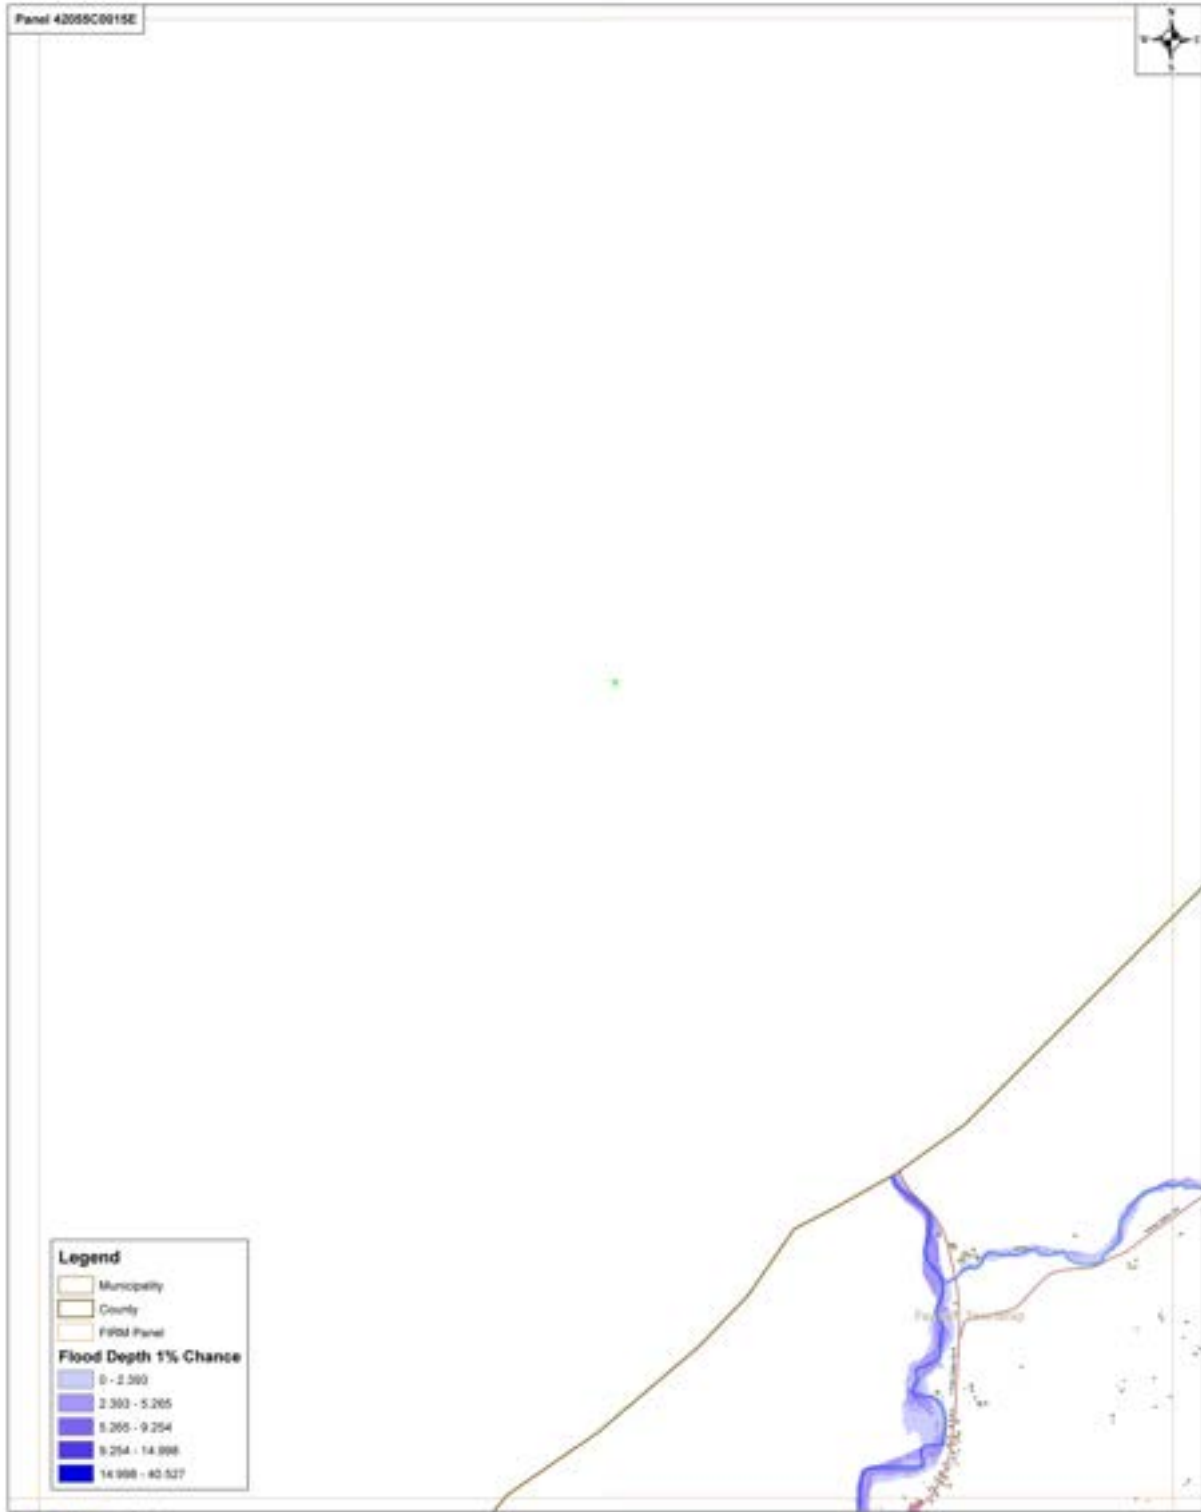 Panel 42055C0015E
N
W
E
S
Township
Legend
Municipality
County
FIRM Panel
Flood Depth 1% Chance
0 - 2.393
2.393 - 5.265
5.265 - 9.254
9.254 - 14.998
14.998 - 40.527